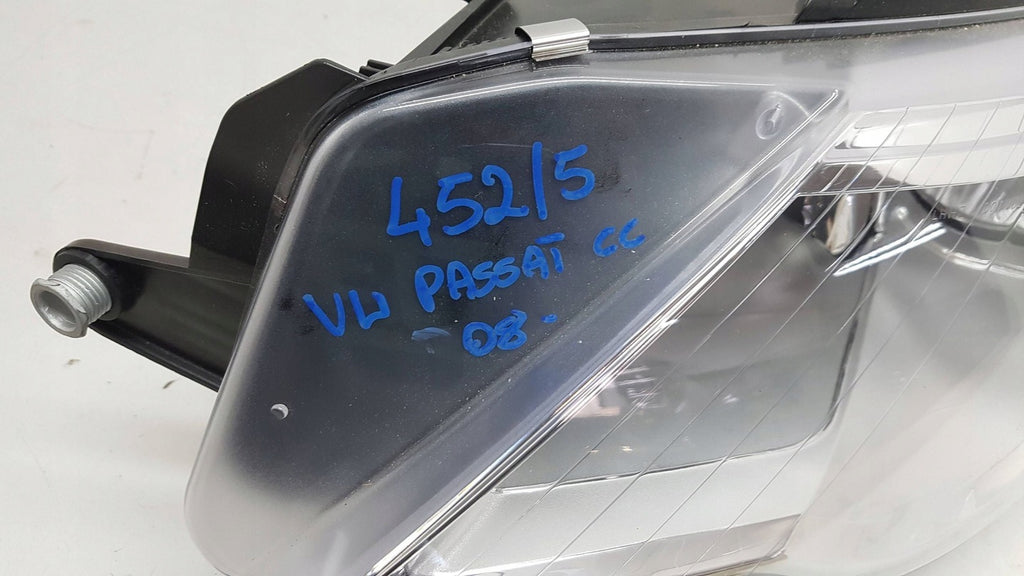 452/5
VW PASSAT CC
08-